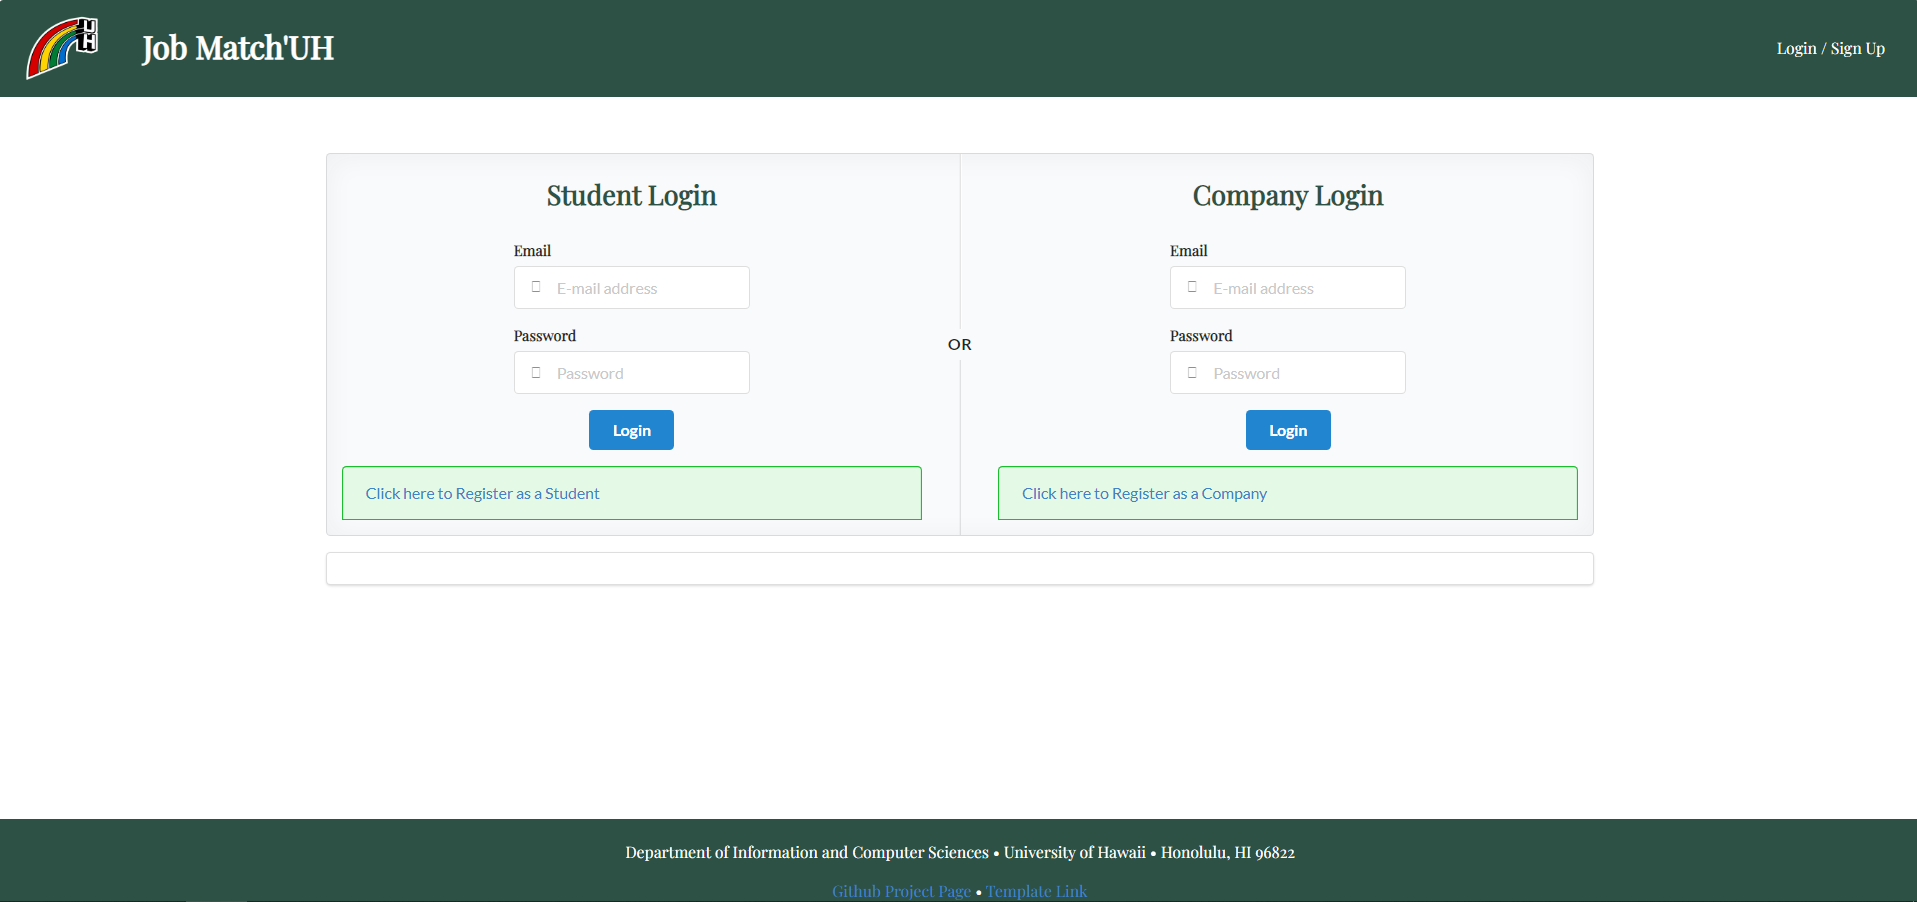 UH
Job Match'UH
Login / Sign Up
Student Login
Email
E-mail address
Password
Password
Login
Click here to Register as a Student
OR
Company Login
Email
E-mail address
Password
Password
Login
Click here to Register as a Company
Department of Information and Computer Sciences • University of Hawaii • Honolulu, HI 96822
Github Project Page • Template Link